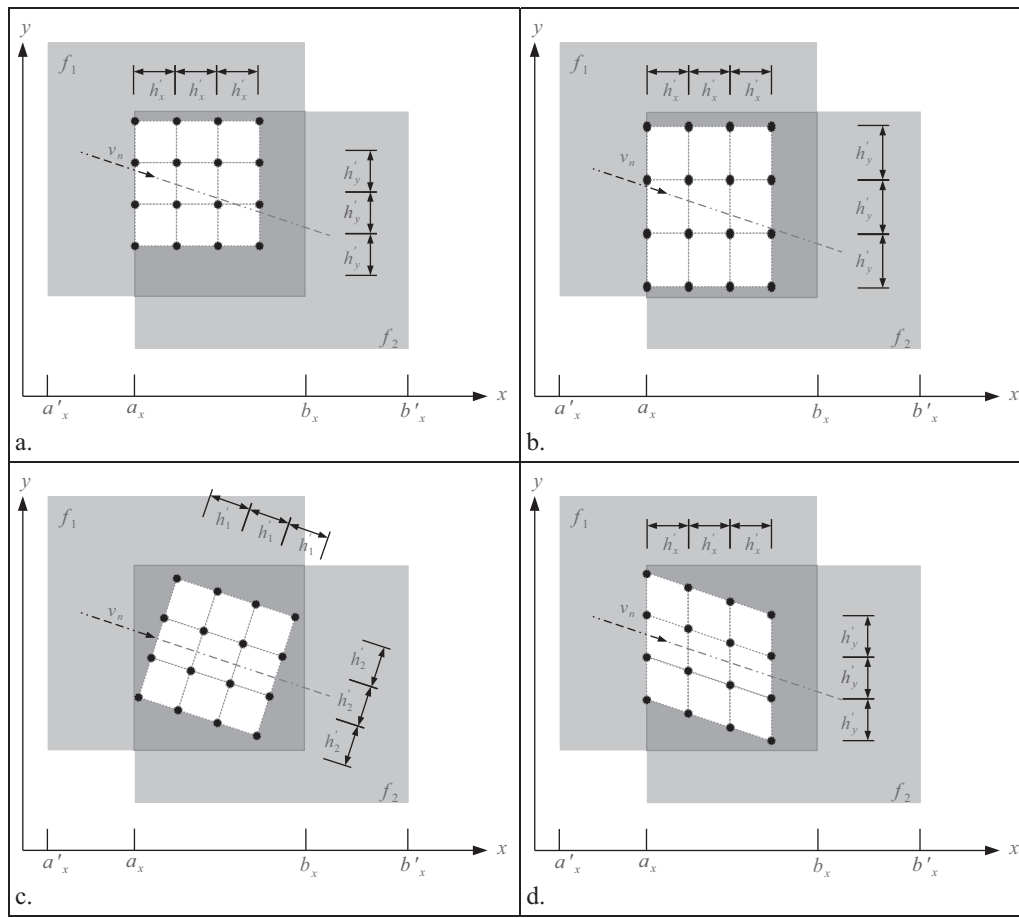 y
f₁
h′ₓ h′ₓ h′ₓ
vₙ
h′ᵧ
h′ᵧ
h′ᵧ
f₂
x
a′ₓ aₓ bₓ b′ₓ
a.
y
f₁
h′ₓ h′ₓ h′ₓ
vₙ
h′ᵧ
h′ᵧ
h′ᵧ
f₂
x
a′ₓ aₓ bₓ b′ₓ
b.
y
f₁
h′₁ h′₁ h′₁
vₙ
h′₂
h′₂
h′₂
f₂
x
a′ₓ aₓ bₓ b′ₓ
c.
y
f₁
h′ₓ h′ₓ h′ₓ
vₙ
h′ᵧ
h′ᵧ
h′ᵧ
f₂
x
a′ₓ aₓ bₓ b′ₓ
d.